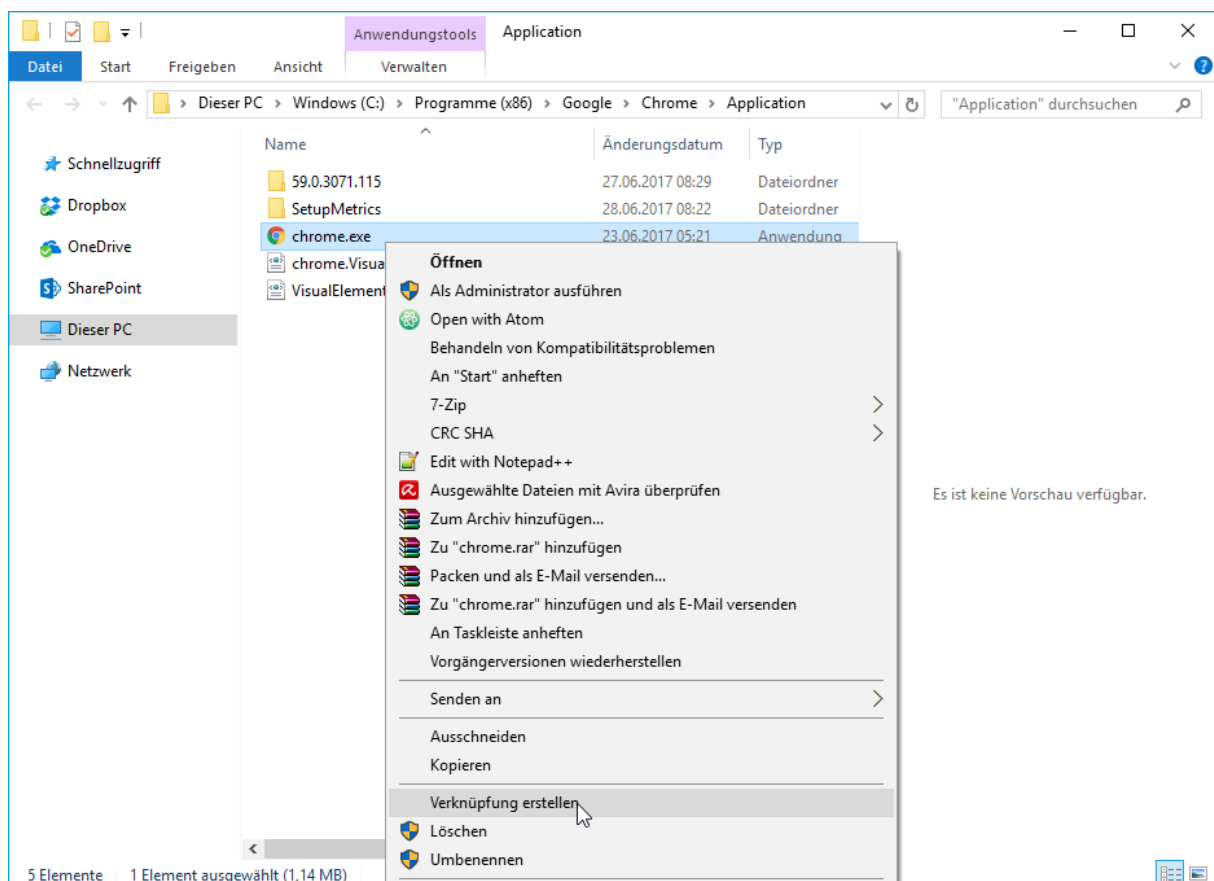 Anwendungstools Application
Datei Start Freigeben Ansicht Verwalten
Dieser PC Windows (C:) Programme (x86) Google Chrome Application "Application" durchsuchen
Name Änderungsdatum Typ
Schnellzugriff
Dropbox
OneDrive
SharePoint
Dieser PC
Netzwerk
59.0.3071.115 27.06.2017 08:29 Dateiordner
SetupMetrics 28.06.2017 08:22 Dateiordner
chrome.exe 23.06.2017 05:21 Anwendung
chrome.Visua
VisualElement
Öffnen
Als Administrator ausführen
Open with Atom
Behandeln von Kompatibilitätsproblemen
An "Start" anheften
7-Zip
CRC SHA
Edit with Notepad++
Ausgewählte Dateien mit Avira überprüfen
Zum Archiv hinzufügen...
Zu "chrome.rar" hinzufügen
Packen und als E-Mail versenden...
Zu "chrome.rar" hinzufügen und als E-Mail versenden
An Taskleiste anheften
Vorgängerversionen wiederherstellen
Senden an
Ausschneiden
Kopieren
Verknüpfung erstellen
Löschen
Umbenennen
Es ist keine Vorschau verfügbar.
5 Elemente 1 Element ausgewählt (1,14 MB)